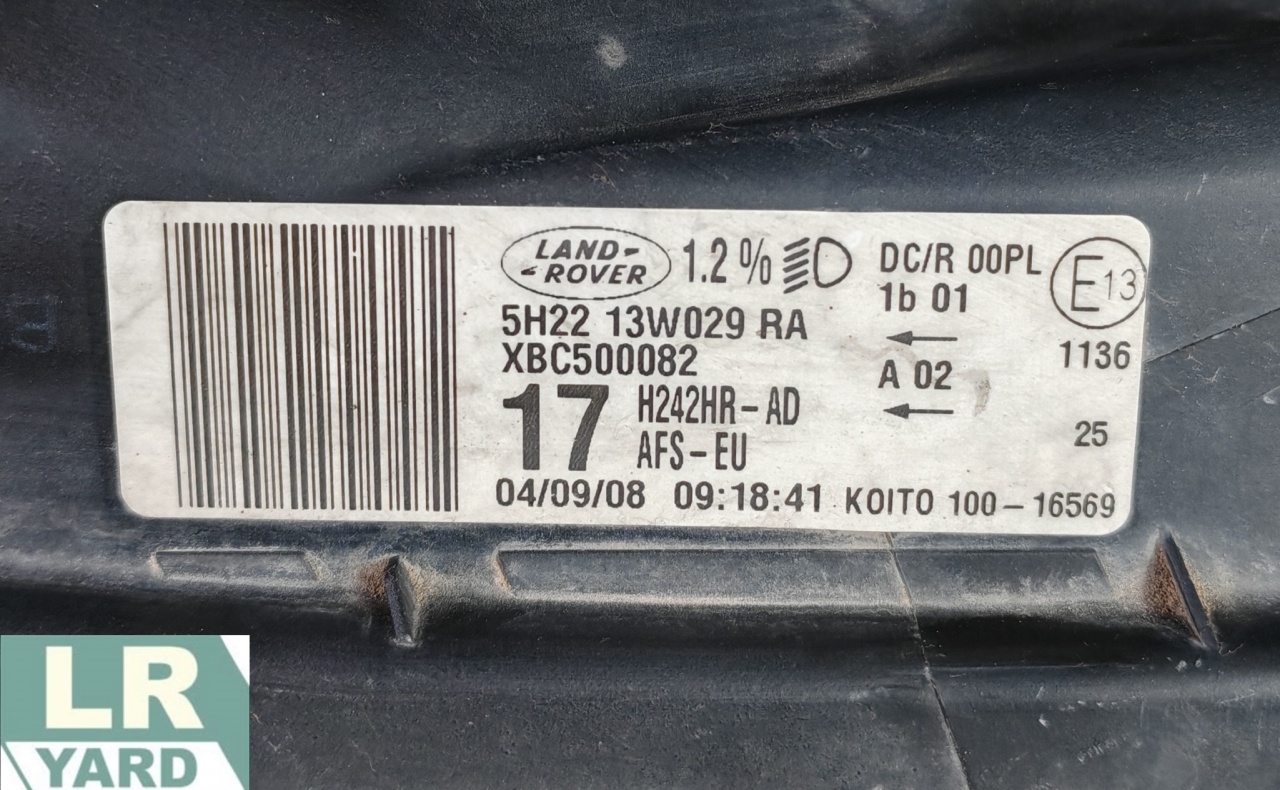 LAND-
ROVER
1.2%
DC/R 00PL
1b 01
←
A 02
←
E13
1136
25
5H22 13W029 RA
XBC500082
17
H242HR-AD
AFS-EU
04/09/08 09:18:41 KOITO 100-16569
LR
YARD